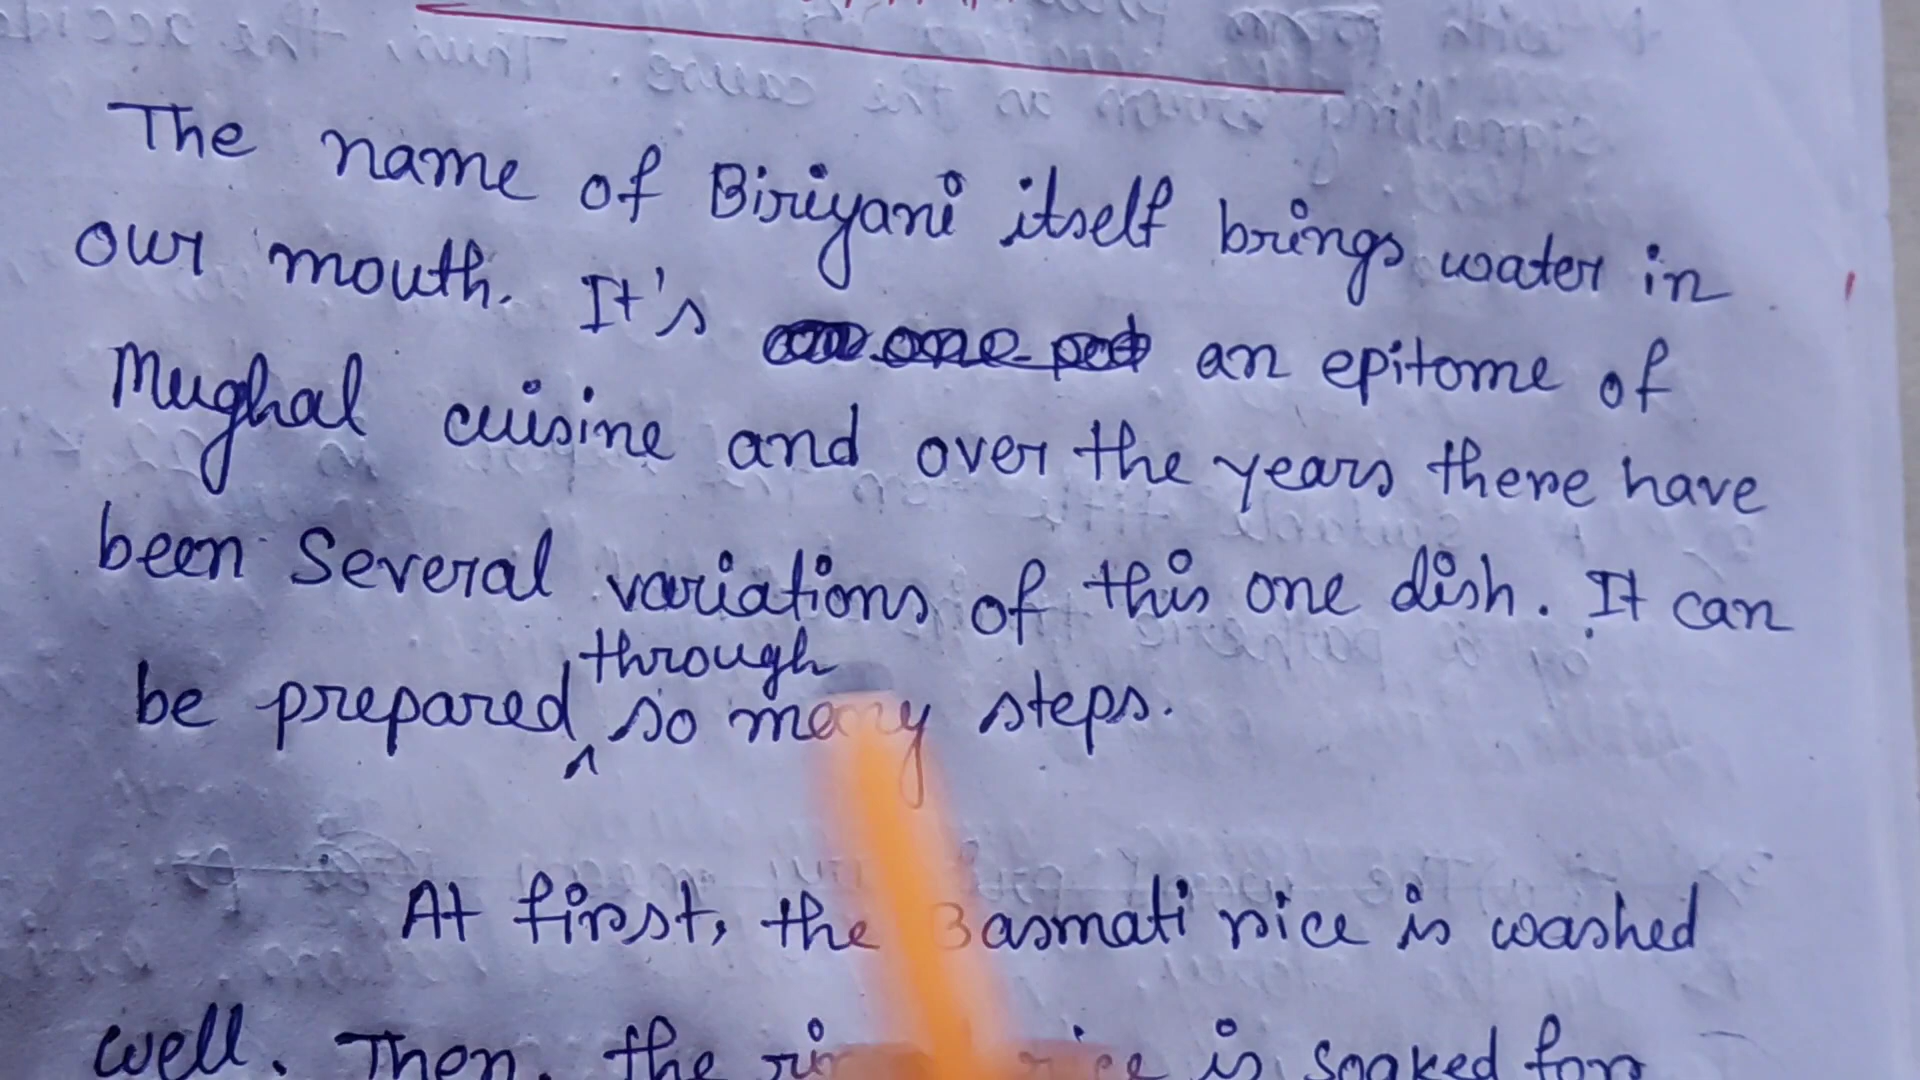 The name of Biriyani itself brings water in
our mouth. It's an epitome of
Mughal cuisine and over the years there have
been several variations of this one dish. It can
be prepared through so many steps.
At first, the Basmati rice is washed
well. Then, the rice is soaked for